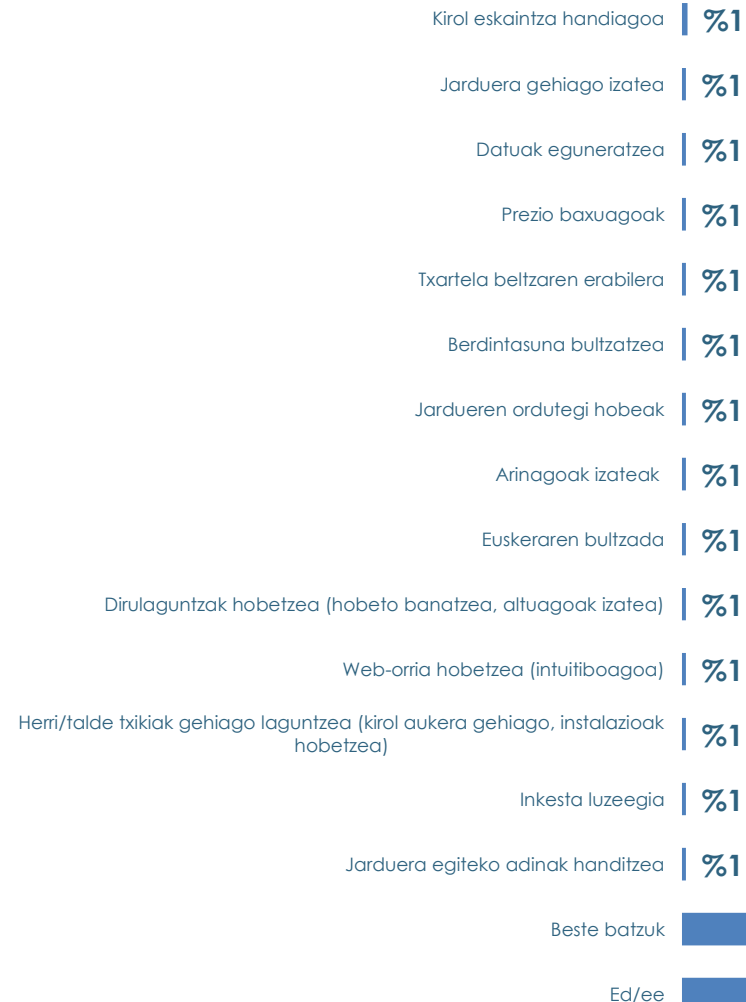 Kirol eskaintza handiagoa %1
Jarduera gehiago izatea %1
Datuak eguneratzea %1
Prezio baxuagoak %1
Txartela beltzaren erabilera %1
Berdintasuna bultzatzea %1
Jardueren ordutegi hobeak %1
Arinagoak izateak %1
Euskeraren bultzada %1
Dirulaguntzak hobetzea (hobeto banatzea, altuagoak izatea) %1
Web-orria hobetzea (intuitiboagoa) %1
Herri/talde txikiak gehiago laguntzea (kirol aukera gehiago, instalazioak
hobetzea) %1
Inkesta luzeegia %1
Jarduera egiteko adinak handitzea %1
Beste batzuk
Ed/ee